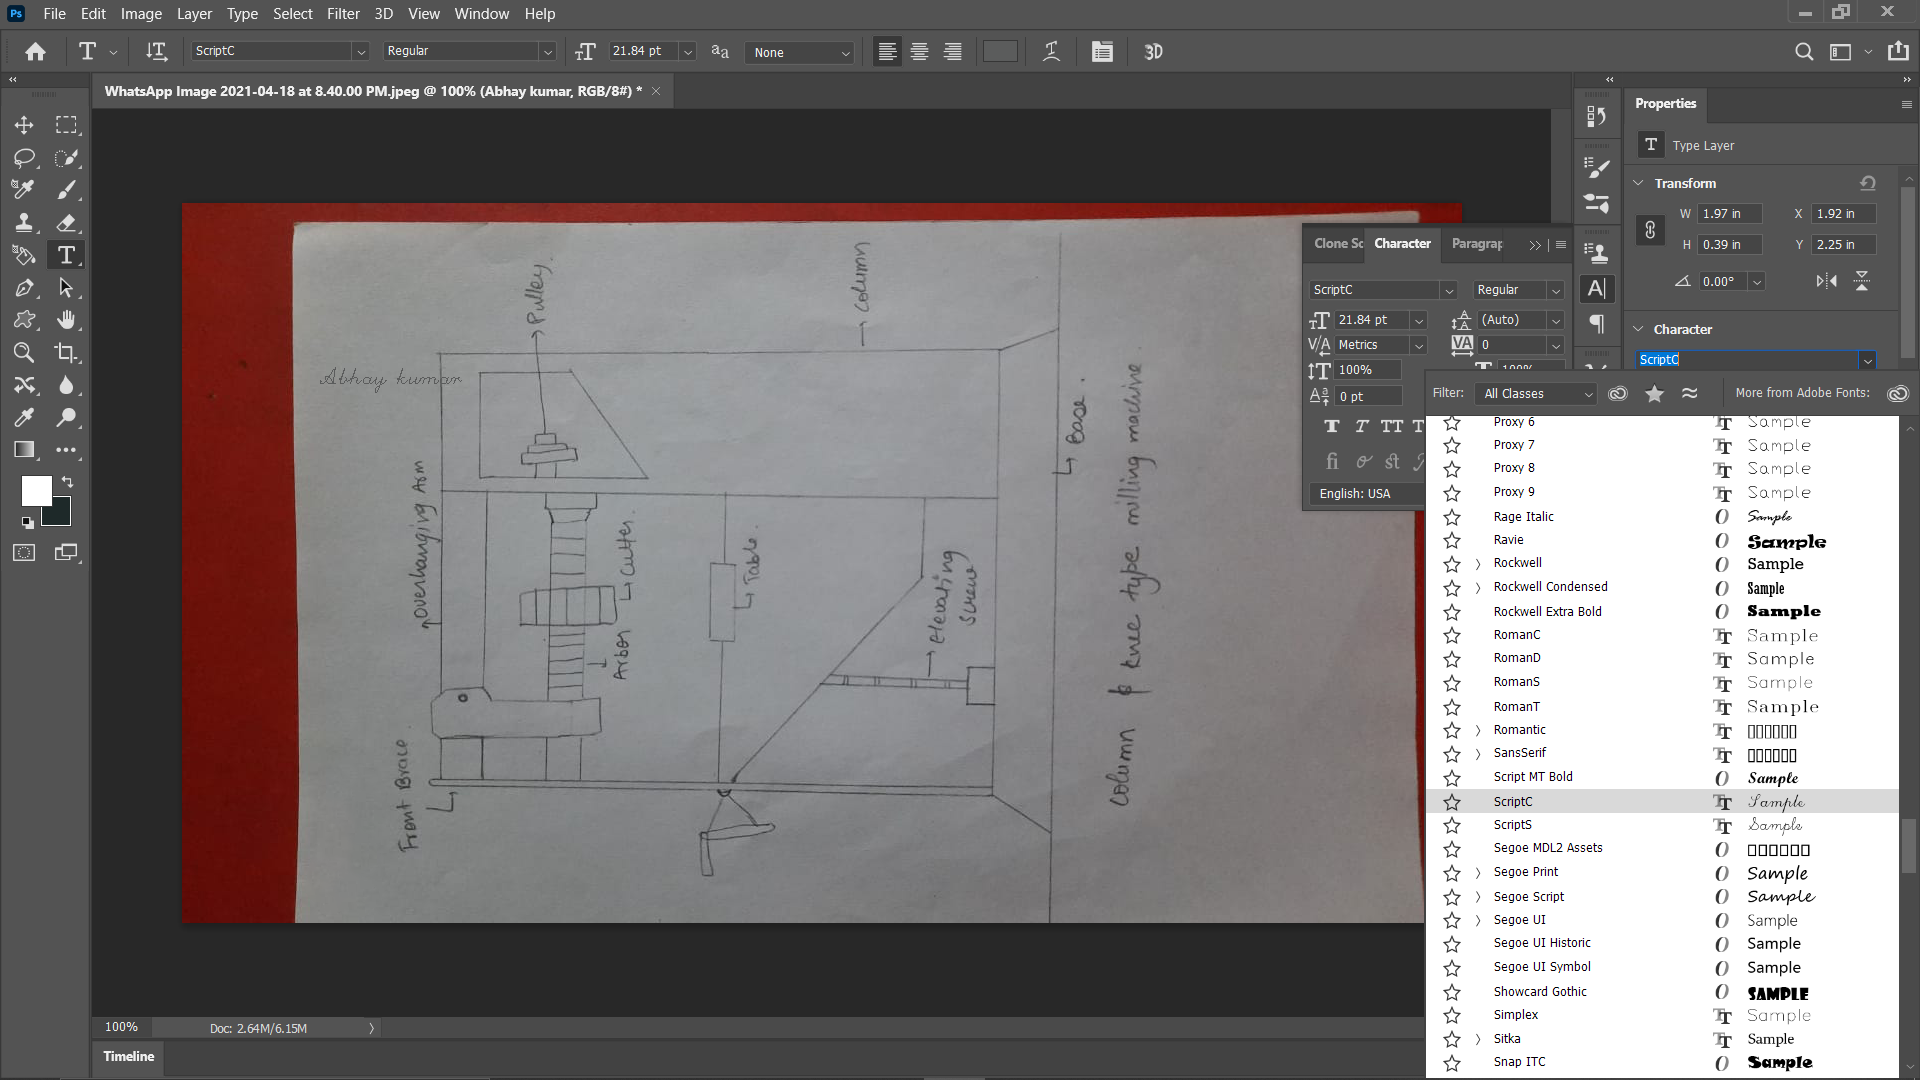 Ps File Edit Image Layer Type Select Filter 3D View Window Help
T ScriptC Regular 21.84 pt aa None 3D
WhatsApp Image 2021-04-18 at 8.40.00 PM.jpeg @ 100% (Abhay kumar, RGB/8#) *
Abhay kumar
Pulley.
column
overhanging Arm
cutter.
Arbor
Table.
Elevating
screw
Base.
Front Brace.
column & knee type milling machine.
100% Doc: 2.64M/6.15M
Timeline
Clone Sc Character Paragrap
ScriptC Regular
21.84 pt (Auto)
Metrics 0
100% 100%
0 pt
English: USA
Properties
Type Layer
Transform
W 1.97 in X 1.92 in
H 0.39 in Y 2.25 in
0.00°
Character
ScriptC
Filter: All Classes More from Adobe Fonts:
Proxy 6 Sample
Proxy 7 Sample
Proxy 8 Sample
Proxy 9 Sample
Rage Italic Sample
Ravie Sample
Rockwell Sample
Rockwell Condensed Sample
Rockwell Extra Bold Sample
RomanC Sample
RomanD Sample
RomanS Sample
RomanT Sample
Romantic
SansSerif
Script MT Bold Sample
ScriptC Sample
ScriptS Sample
Segoe MDL2 Assets
Segoe Print Sample
Segoe Script Sample
Segoe UI Sample
Segoe UI Historic Sample
Segoe UI Symbol Sample
Showcard Gothic SAMPLE
Simplex Sample
Sitka Sample
Snap ITC Sample